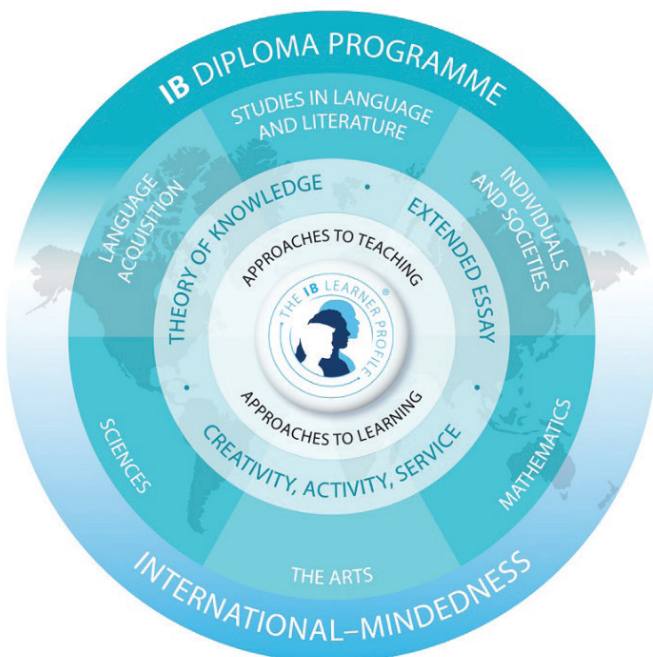 IB DIPLOMA PROGRAMME
STUDIES IN LANGUAGE
AND LITERATURE
LANGUAGE
ACQUISITION
INDIVIDUALS
AND SOCIETIES
THEORY OF KNOWLEDGE
•
EXTENDED ESSAY
APPROACHES TO TEACHING
THE IB LEARNER PROFILE
®
APPROACHES TO LEARNING
•
CREATIVITY, ACTIVITY, SERVICE
•
SCIENCES
MATHEMATICS
THE ARTS
INTERNATIONAL–MINDEDNESS